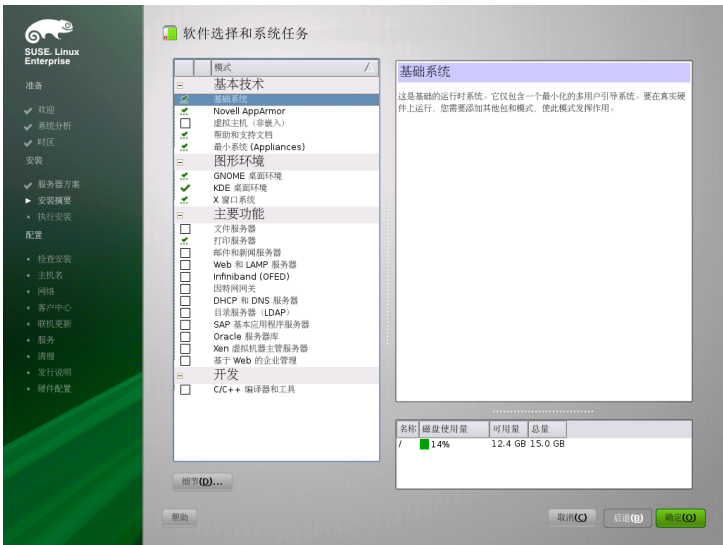 SUSE. Linux
Enterprise
准备
欢迎
系统分析
时区
安装
服务器方案
安装摘要
执行安装
配置
检查安装
主机名
网络
客户中心
联机更新
服务
清理
发行说明
硬件配置
软件选择和系统任务
模式
基本技术
基础系统
Novell AppArmor
虚拟主机（非嵌入）
帮助和支持文档
最小系统 (Appliances)
图形环境
GNOME 桌面环境
KDE 桌面环境
X 窗口系统
主要功能
文件服务器
打印服务器
邮件和新闻服务器
Web 和 LAMP 服务器
Infiniband (OFED)
因特网网关
DHCP 和 DNS 服务器
目录服务器（LDAP）
SAP 基本应用程序服务器
Oracle 服务器库
Xen 虚拟机器主管服务器
基于 Web 的企业管理
开发
C/C++ 编译器和工具
细节(D)...
帮助
基础系统
这是基础的运行时系统。它仅包含一个最小化的多用户引导系统。要在真实硬
件上运行，您需要添加其他包和模式，使此模式发挥作用。
名称 磁盘使用量 可用量 总量
/ 14% 12.4 GB 15.0 GB
取消(C) 后退(B) 确定(O)